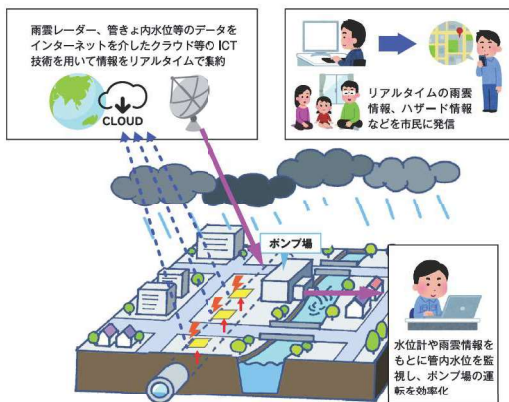 雨雲レーダー、管きょ内水位等のデータを
インターネットを介したクラウド等の ICT
技術を用いて情報をリアルタイムで集約
CLOUD
リアルタイムの雨雲
情報、ハザード情報
などを市民に発信
ポンプ場
水位計や雨雲情報を
もとに管内水位を監
視し、ポンプ場の運
転を効率化